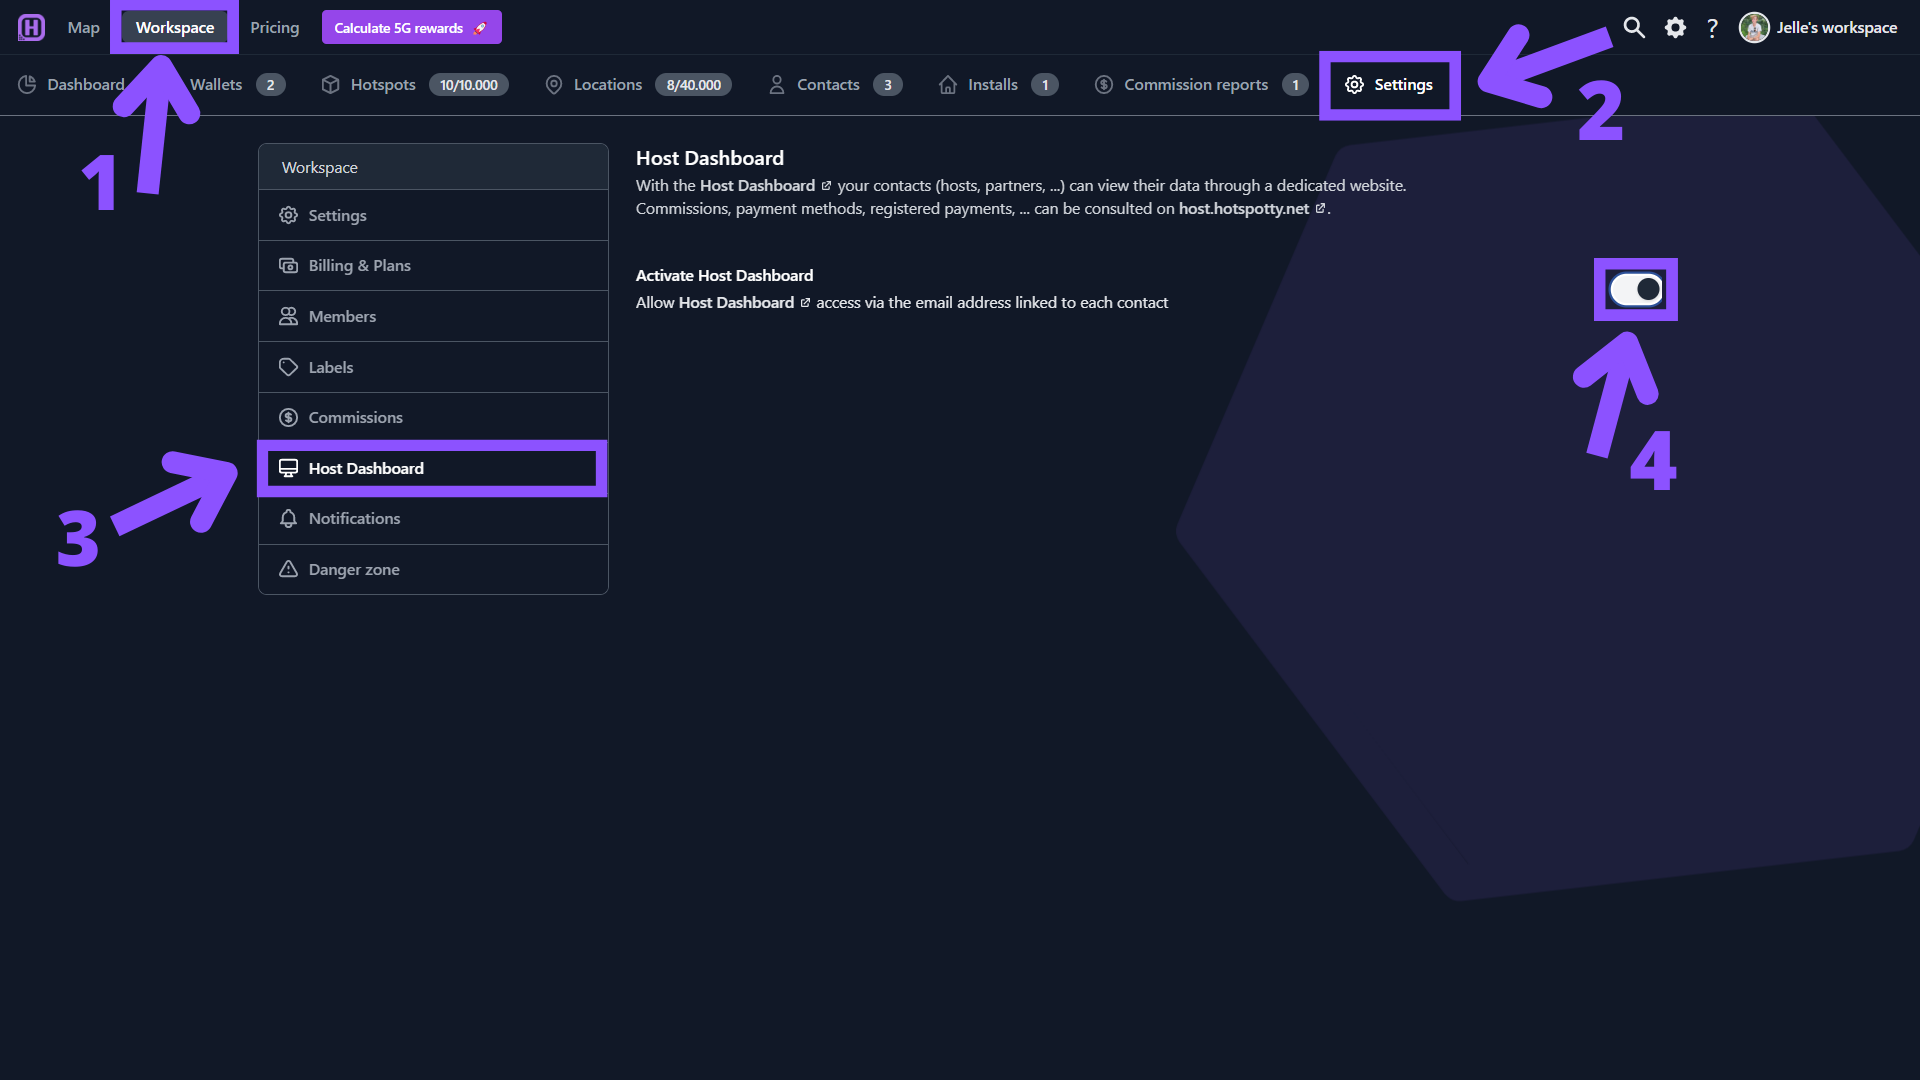 H Map Workspace Pricing Calculate 5G rewards ? Jelle's workspace
Dashboard Wallets 2 Hotspots 10/10.000 Locations 8/40.000 Contacts 3 Installs 1 Commission reports 1 Settings
1
2
Workspace
Settings
Billing & Plans
Members
Labels
Commissions
Host Dashboard
Notifications
Danger zone
3
Host Dashboard
With the Host Dashboard your contacts (hosts, partners, ...) can view their data through a dedicated website.
Commissions, payment methods, registered payments, ... can be consulted on host.hotspotty.net .
Activate Host Dashboard
Allow Host Dashboard access via the email address linked to each contact
4